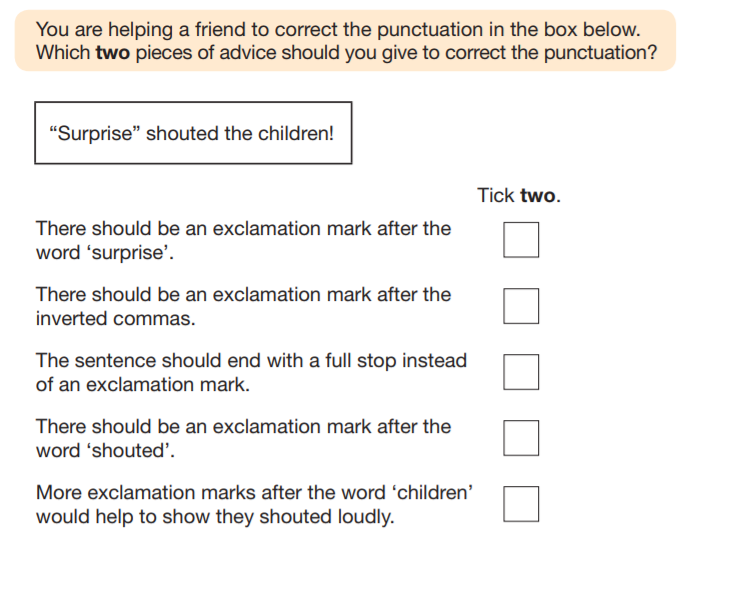 You are helping a friend to correct the punctuation in the box below.
Which two pieces of advice should you give to correct the punctuation?
“Surprise” shouted the children!
Tick two.
There should be an exclamation mark after the
word ‘surprise’.
There should be an exclamation mark after the
inverted commas.
The sentence should end with a full stop instead
of an exclamation mark.
There should be an exclamation mark after the
word ‘shouted’.
More exclamation marks after the word ‘children’
would help to show they shouted loudly.